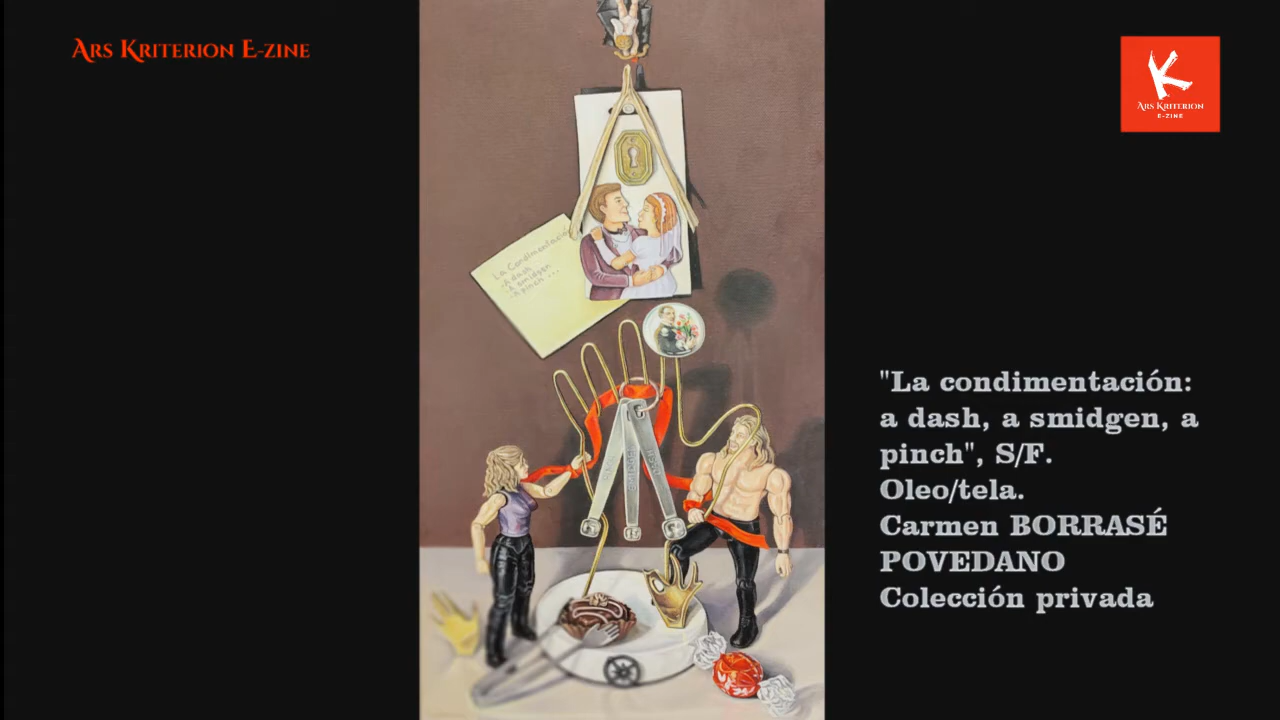 Ars Kriterion E-zine
K
Ars Kriterion
E-ZINE
La Condimentación
-A dash
-A smidgen
-A pinch ...
"La condimentación:
a dash, a smidgen, a
pinch", S/F.
Oleo/tela.
Carmen BORRASÉ
POVEDANO
Colección privada